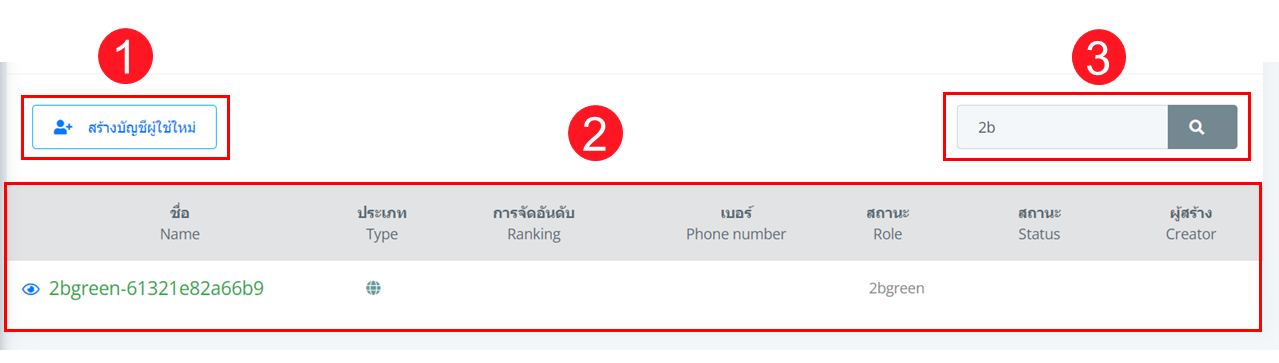 1
3
สร้างบัญชีผู้ใช้ใหม่
2
2b
ชื่อ ประเภท การจัดอันดับ เบอร์ สถานะ สถานะ ผู้สร้าง
Name Type Ranking Phone number Role Status Creator
2bgreen-61321e82a66b9 2bgreen